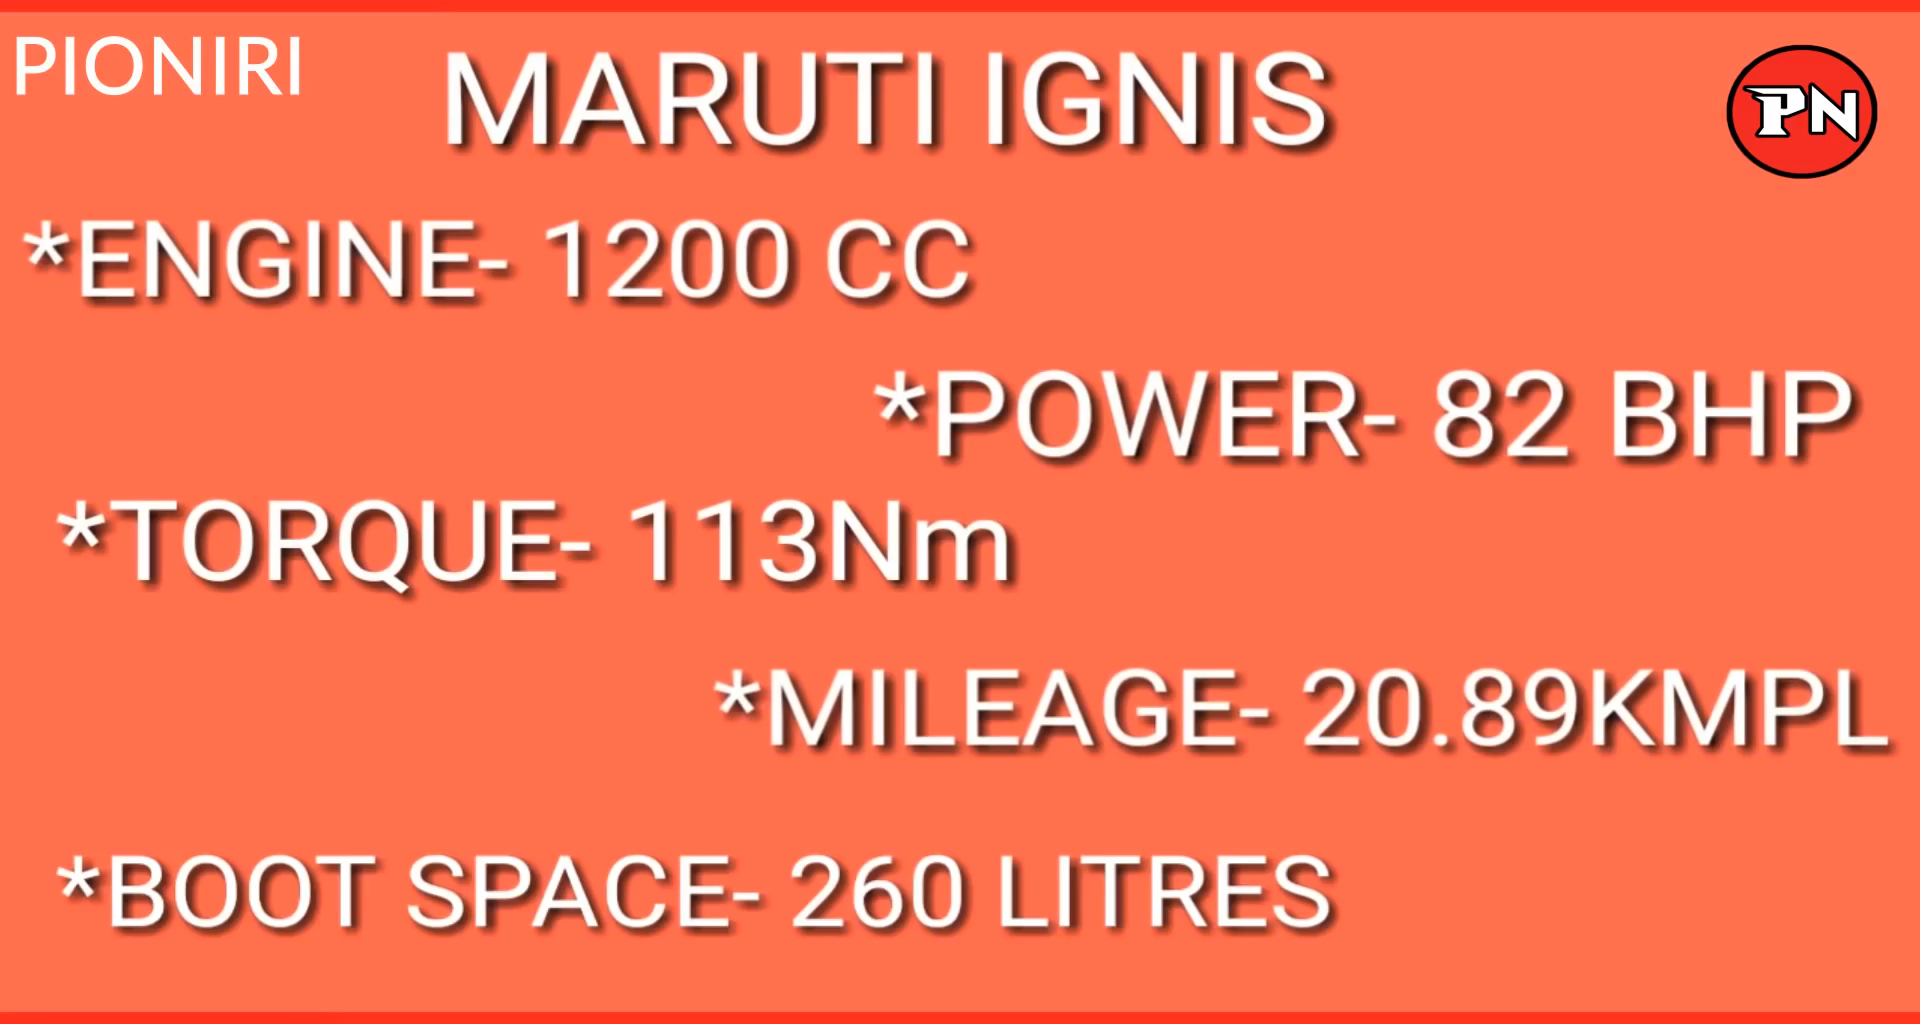 PIONIRI
MARUTI IGNIS
PN
*ENGINE- 1200 CC
*POWER- 82 BHP
*TORQUE- 113Nm
*MILEAGE- 20.89KMPL
*BOOT SPACE- 260 LITRES